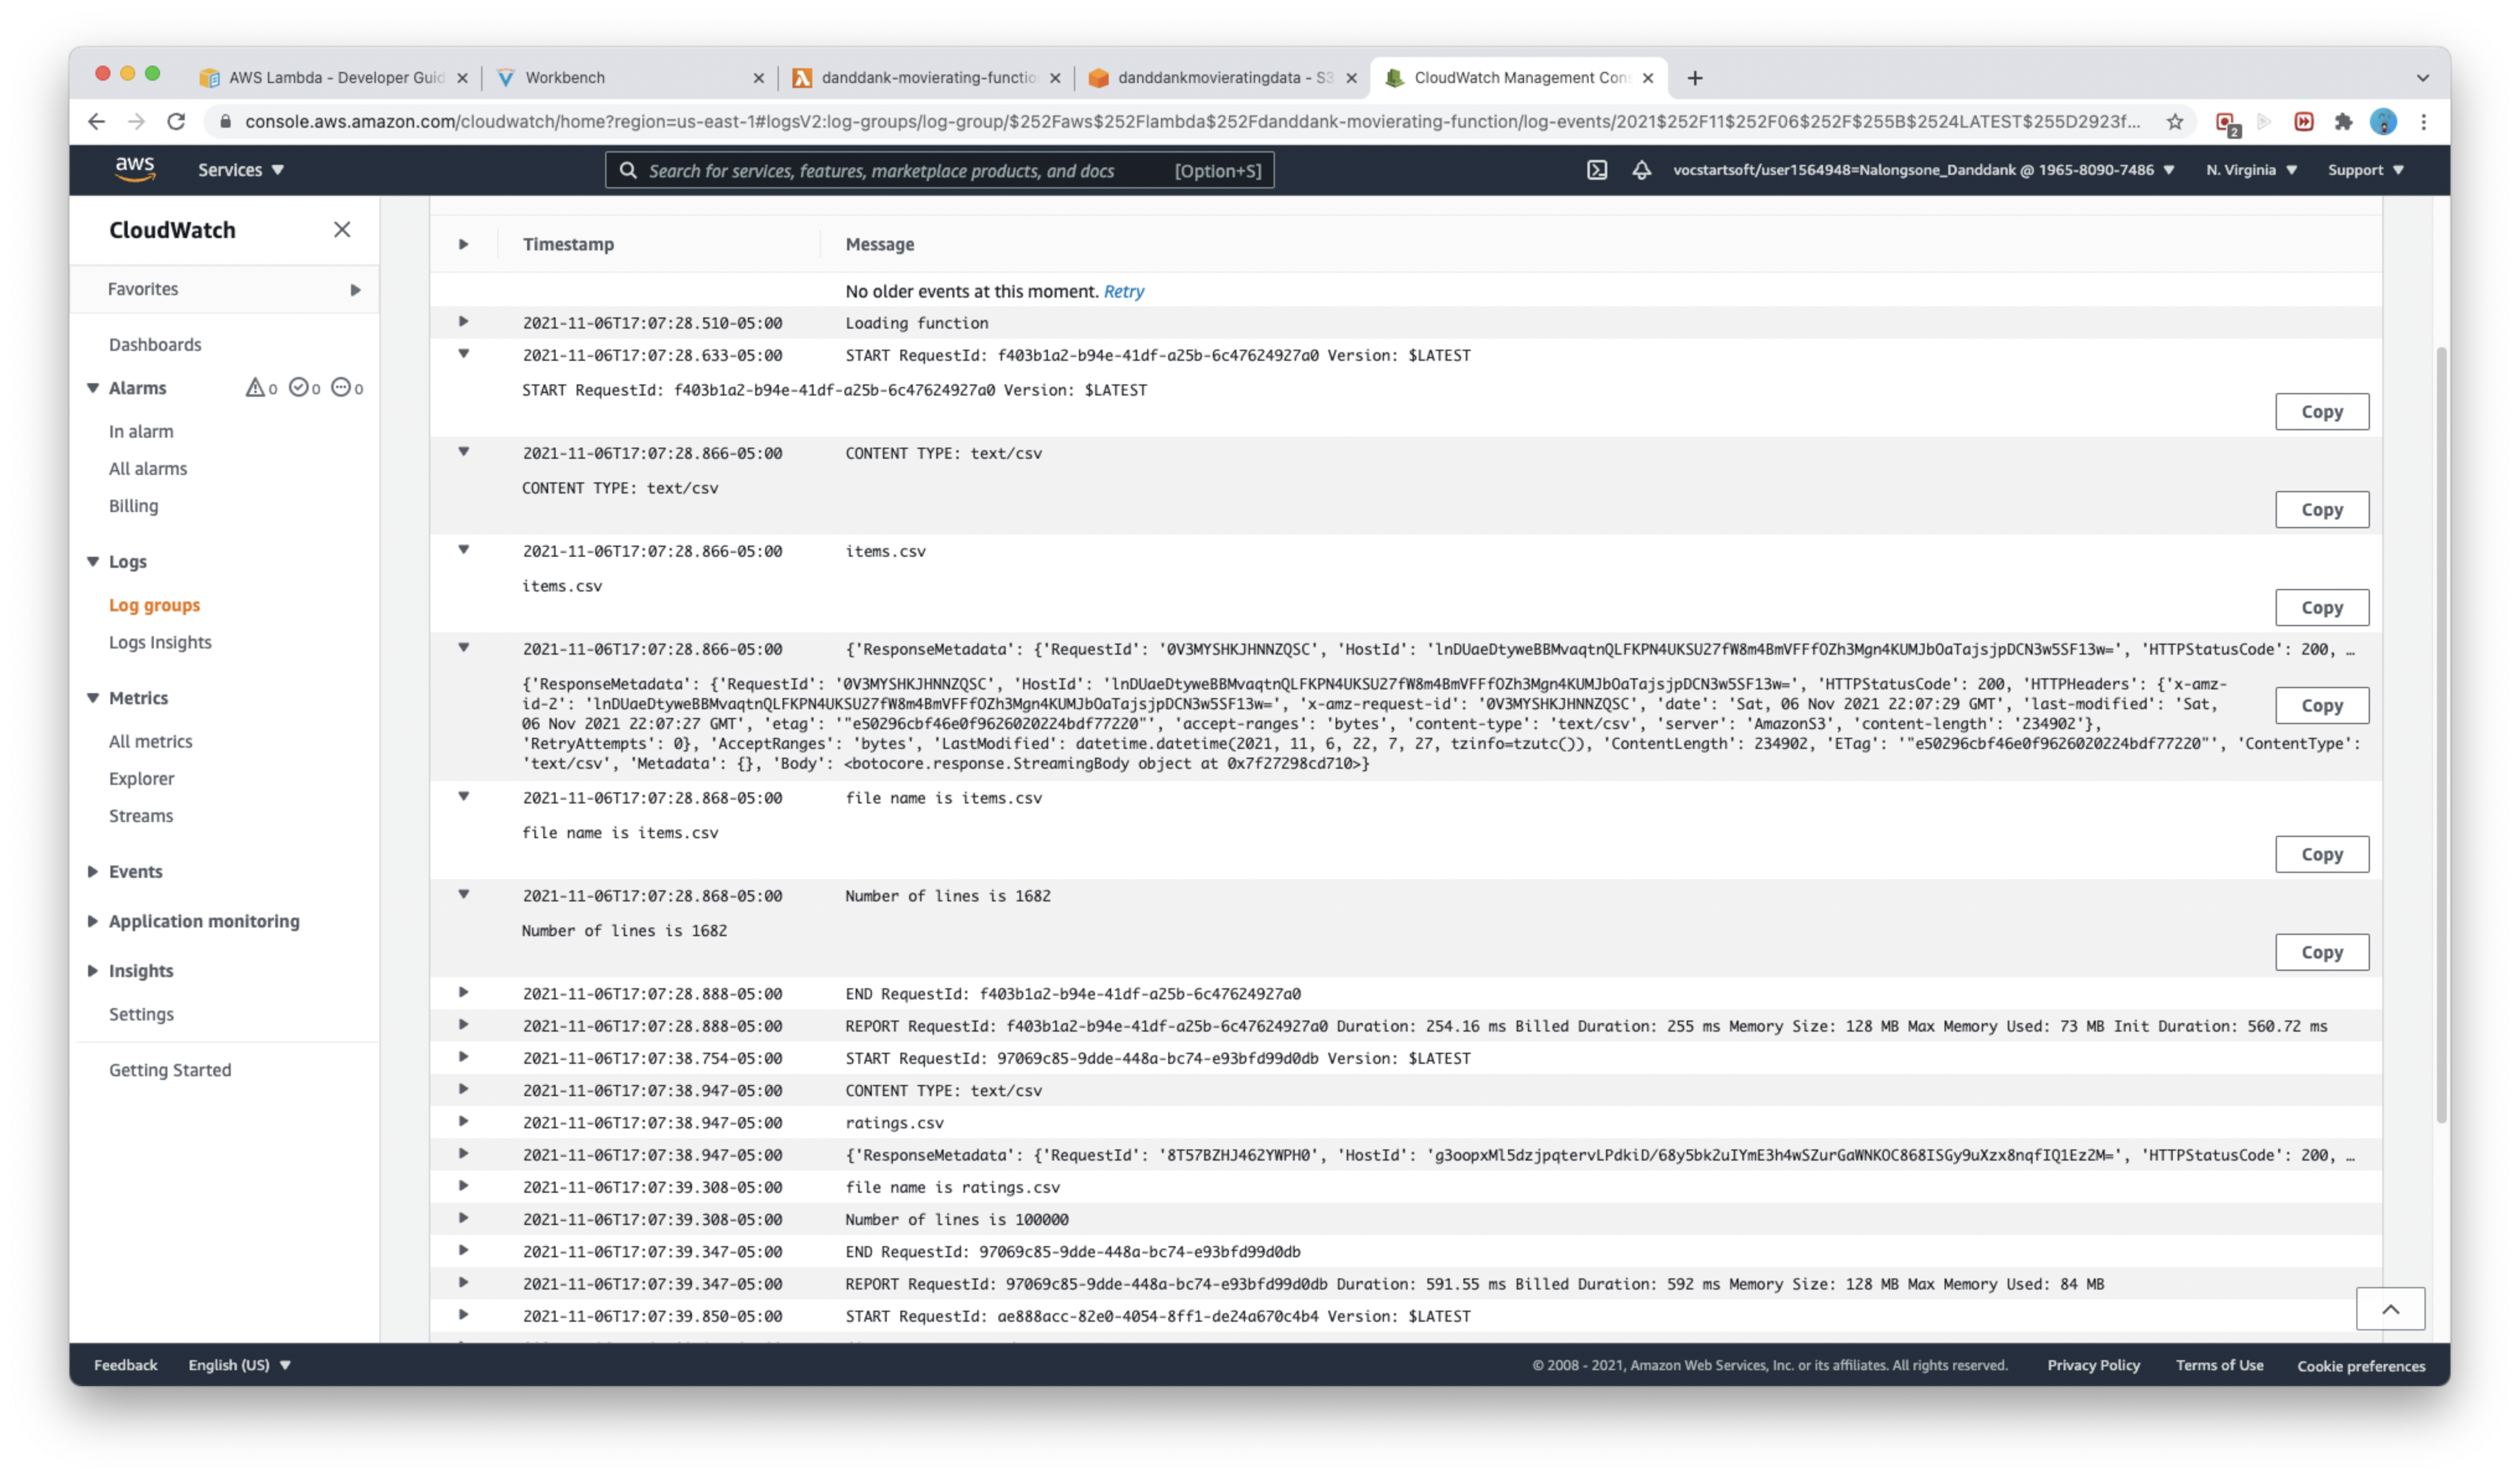 AWS Lambda - Developer Guid
Workbench
danddank-movierating-functio
danddankmovieratingdata - S3
CloudWatch Management Con
console.aws.amazon.com/cloudwatch/home?region=us-east-1#logsV2:log-groups/log-group/$252Faws$252Flambda$252Fdanddank-movierating-function/log-events/2021$252F11$252F06$252F$255B$2524LATEST$255D2923f...
2
aws
Services
Search for services, features, marketplace products, and docs
[Option+S]
vocstartsoft/user1564948=Nalongsone_Danddank @ 1965-8090-7486
N. Virginia
Support
CloudWatch
Favorites
Dashboards
Alarms 0 0 0
In alarm
All alarms
Billing
Logs
Log groups
Logs Insights
Metrics
All metrics
Explorer
Streams
Events
Application monitoring
Insights
Settings
Getting Started
Timestamp Message
No older events at this moment. Retry
2021-11-06T17:07:28.510-05:00 Loading function
2021-11-06T17:07:28.633-05:00 START RequestId: f403b1a2-b94e-41df-a25b-6c47624927a0 Version: $LATEST
START RequestId: f403b1a2-b94e-41df-a25b-6c47624927a0 Version: $LATEST
Copy
2021-11-06T17:07:28.866-05:00 CONTENT TYPE: text/csv
CONTENT TYPE: text/csv
Copy
2021-11-06T17:07:28.866-05:00 items.csv
items.csv
Copy
2021-11-06T17:07:28.866-05:00 {'ResponseMetadata': {'RequestId': '0V3MYSHKJHNNZQSC', 'HostId': 'lnDUaeDtyweBBMvaqtnQLFKPN4UKSU27fW8m4BmVFFfOZh3Mgn4KUMJbOaTajsjpDCN3w5SF13w=', 'HTTPStatusCode': 200, …
{'ResponseMetadata': {'RequestId': '0V3MYSHKJHNNZQSC', 'HostId': 'lnDUaeDtyweBBMvaqtnQLFKPN4UKSU27fW8m4BmVFFfOZh3Mgn4KUMJbOaTajsjpDCN3w5SF13w=', 'HTTPStatusCode': 200, 'HTTPHeaders': {'x-amz-
id-2': 'lnDUaeDtyweBBMvaqtnQLFKPN4UKSU27fW8m4BmVFFfOZh3Mgn4KUMJbOaTajsjpDCN3w5SF13w=', 'x-amz-request-id': '0V3MYSHKJHNNZQSC', 'date': 'Sat, 06 Nov 2021 22:07:29 GMT', 'last-modified': 'Sat,
06 Nov 2021 22:07:27 GMT', 'etag': '"e50296cbf46e0f9626020224bdf77220"', 'accept-ranges': 'bytes', 'content-type': 'text/csv', 'server': 'AmazonS3', 'content-length': '234902'},
'RetryAttempts': 0}, 'AcceptRanges': 'bytes', 'LastModified': datetime.datetime(2021, 11, 6, 22, 7, 27, tzinfo=tzutc()), 'ContentLength': 234902, 'ETag': '"e50296cbf46e0f9626020224bdf77220"', 'ContentType':
'text/csv', 'Metadata': {}, 'Body': <botocore.response.StreamingBody object at 0x7f27298cd710>}
Copy
2021-11-06T17:07:28.868-05:00 file name is items.csv
file name is items.csv
Copy
2021-11-06T17:07:28.868-05:00 Number of lines is 1682
Number of lines is 1682
Copy
2021-11-06T17:07:28.888-05:00 END RequestId: f403b1a2-b94e-41df-a25b-6c47624927a0
2021-11-06T17:07:28.888-05:00 REPORT RequestId: f403b1a2-b94e-41df-a25b-6c47624927a0 Duration: 254.16 ms Billed Duration: 255 ms Memory Size: 128 MB Max Memory Used: 73 MB Init Duration: 560.72 ms
2021-11-06T17:07:38.754-05:00 START RequestId: 97069c85-9dde-448a-bc74-e93bfd99d0db Version: $LATEST
2021-11-06T17:07:38.947-05:00 CONTENT TYPE: text/csv
2021-11-06T17:07:38.947-05:00 ratings.csv
2021-11-06T17:07:38.947-05:00 {'ResponseMetadata': {'RequestId': '8T57BZHJ462YWPH0', 'HostId': 'g3oopxMl5dzjpqtervLPdkiD/68y5bk2uIYmE3h4wSZurGaWNKOC868ISGy9uXzx8nqfIQ1Ez2M=', 'HTTPStatusCode': 200, …
2021-11-06T17:07:39.308-05:00 file name is ratings.csv
2021-11-06T17:07:39.308-05:00 Number of lines is 100000
2021-11-06T17:07:39.347-05:00 END RequestId: 97069c85-9dde-448a-bc74-e93bfd99d0db
2021-11-06T17:07:39.347-05:00 REPORT RequestId: 97069c85-9dde-448a-bc74-e93bfd99d0db Duration: 591.55 ms Billed Duration: 592 ms Memory Size: 128 MB Max Memory Used: 84 MB
2021-11-06T17:07:39.850-05:00 START RequestId: ae888acc-82e0-4054-8ff1-de24a670c4b4 Version: $LATEST
Feedback English (US)
© 2008 - 2021, Amazon Web Services, Inc. or its affiliates. All rights reserved. Privacy Policy Terms of Use Cookie preferences